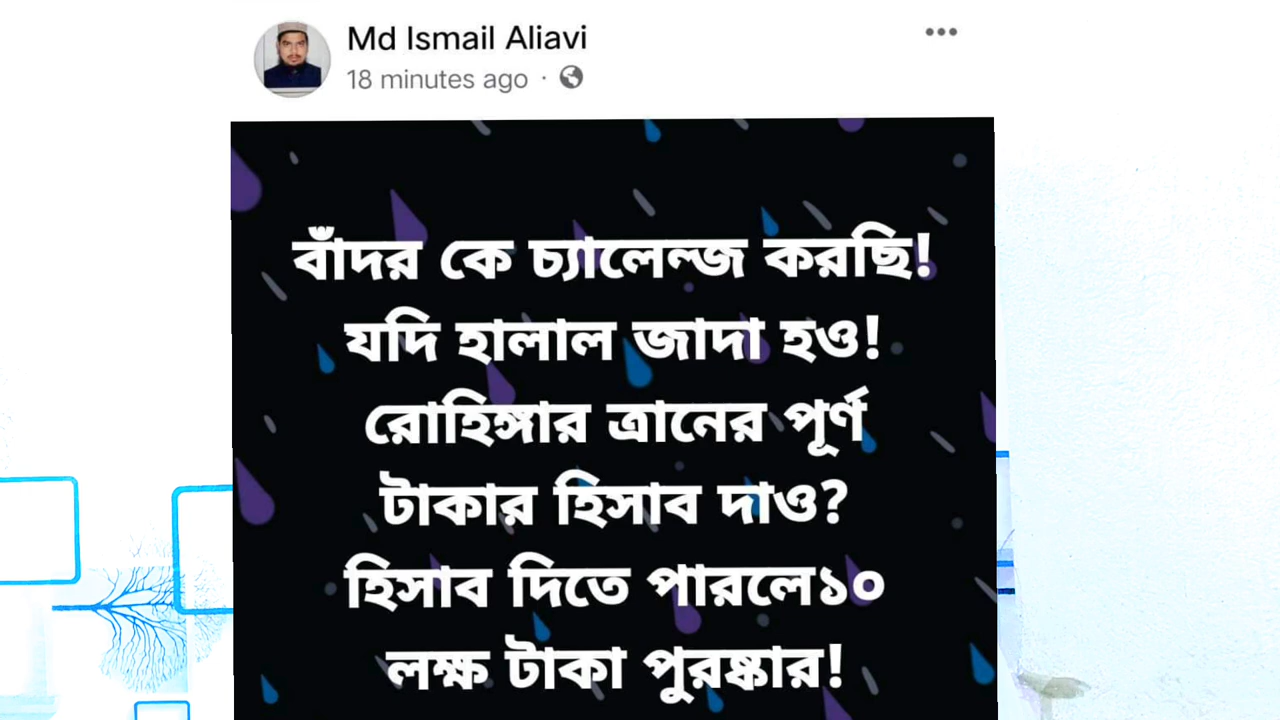 Md Ismail Aliavi
18 minutes ago ·
বাঁদর কে চ্যালেল্জ করছি!
যদি হালাল জাদা হও!
রোহিঙ্গার ত্রানের পূর্ণ
টাকার হিসাব দাও?
হিসাব দিতে পারলে১০
লক্ষ টাকা পুরষ্কার!